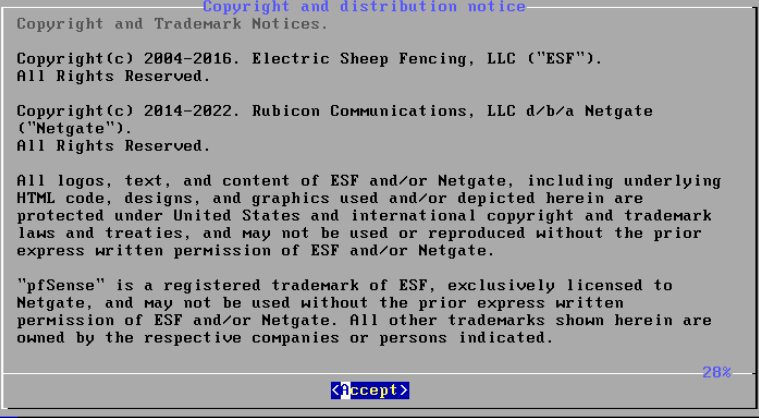 Copyright and distribution notice
Copyright and Trademark Notices.
Copyright(c) 2004-2016. Electric Sheep Fencing, LLC ("ESF").
All Rights Reserved.
Copyright(c) 2014-2022. Rubicon Communications, LLC d/b/a Netgate
("Netgate").
All Rights Reserved.
All logos, text, and content of ESF and/or Netgate, including underlying
HTML code, designs, and graphics used and/or depicted herein are
protected under United States and international copyright and trademark
laws and treaties, and may not be used or reproduced without the prior
express written permission of ESF and/or Netgate.
"pfSense" is a registered trademark of ESF, exclusively licensed to
Netgate, and may not be used without the prior express written
permission of ESF and/or Netgate. All other trademarks shown herein are
owned by the respective companies or persons indicated.
28%
<Accept>